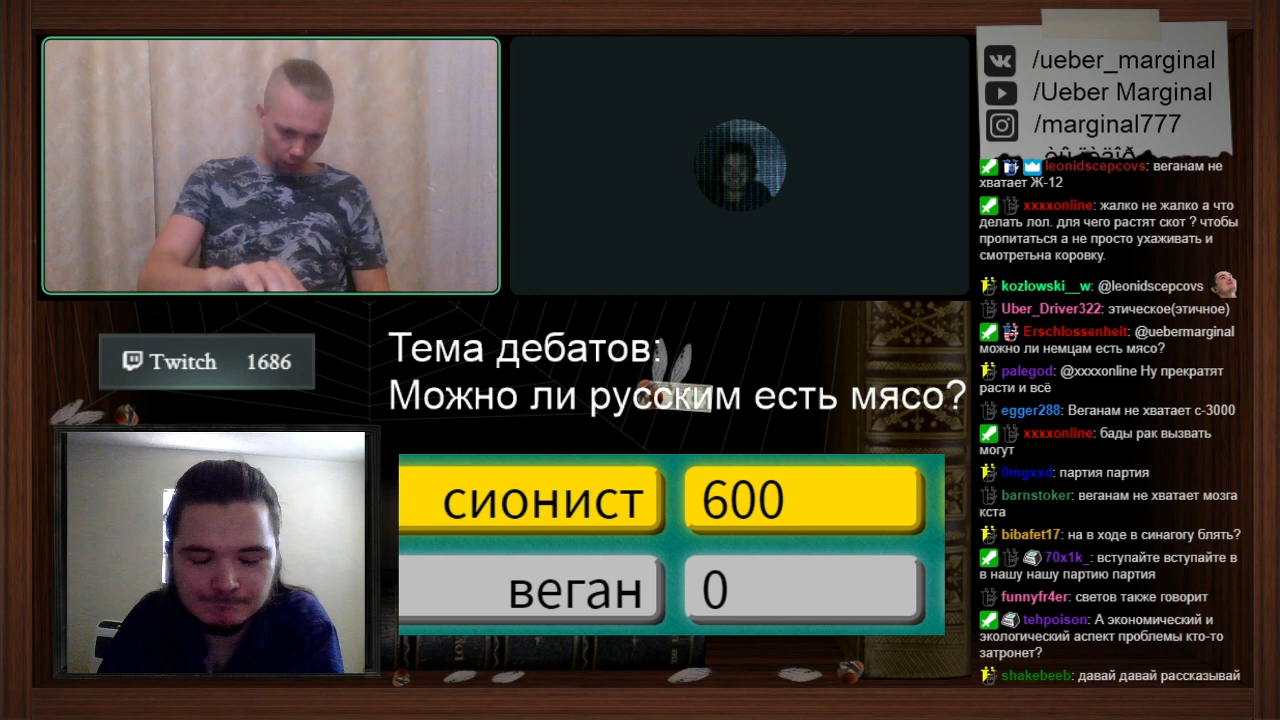 /ueber_marginal
/Ueber Marginal
/marginal777
leonidscepcovs: веганам не
хватает Ж-12
xxxxonline: жалко не жалко а что
делать лол. для чего растят скот ? чтобы
пропитаться а не просто ухаживать и
смотретьна коровку.
kozlowski__w: @leonidscepcovs
Uber_Driver322: этическое(этичное)
Erschlossenheit: @uebermarginal
можно ли немцам есть мясо?
palegod: @xxxxonline Ну прекратят
расти и всё
egger288: Веганам не хватает с-3000
xxxxonline: бады рак вызвать
могут
0mgxxd: партия партия
barnstoker: веганам не хватает мозга
кста
bibafet17: на в ходе в синагогу блять?
70x1k_: вступайте вступайте в
в нашу нашу партию партия
funnyfr4er: светов также говорит
tehpoison: А экономический и
экологический аспект проблемы кто-то
затронет?
shakebeeb: давай давай рассказывай
Twitch 1686
Тема дебатов:
Можно ли русским есть мясо?
сионист 600
веган 0